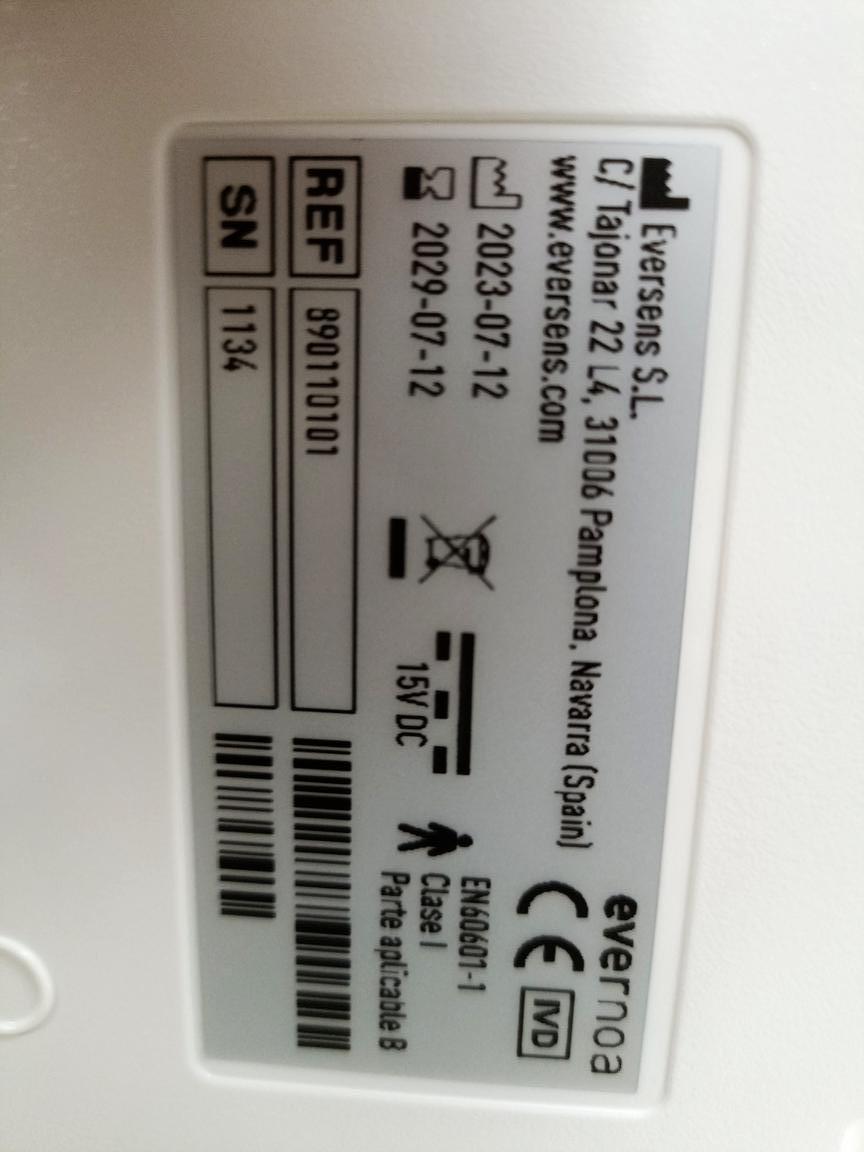 Eversens S.L.
C/ Tajonar 22 L4, 31006 Pamplona, Navarra (Spain)
www.eversens.com
evernoa
CE IVD
2023-07-12
2029-07-12
15V DC
EN60601-1
Clase I
Parte aplicable B
REF 890110101
SN 1134